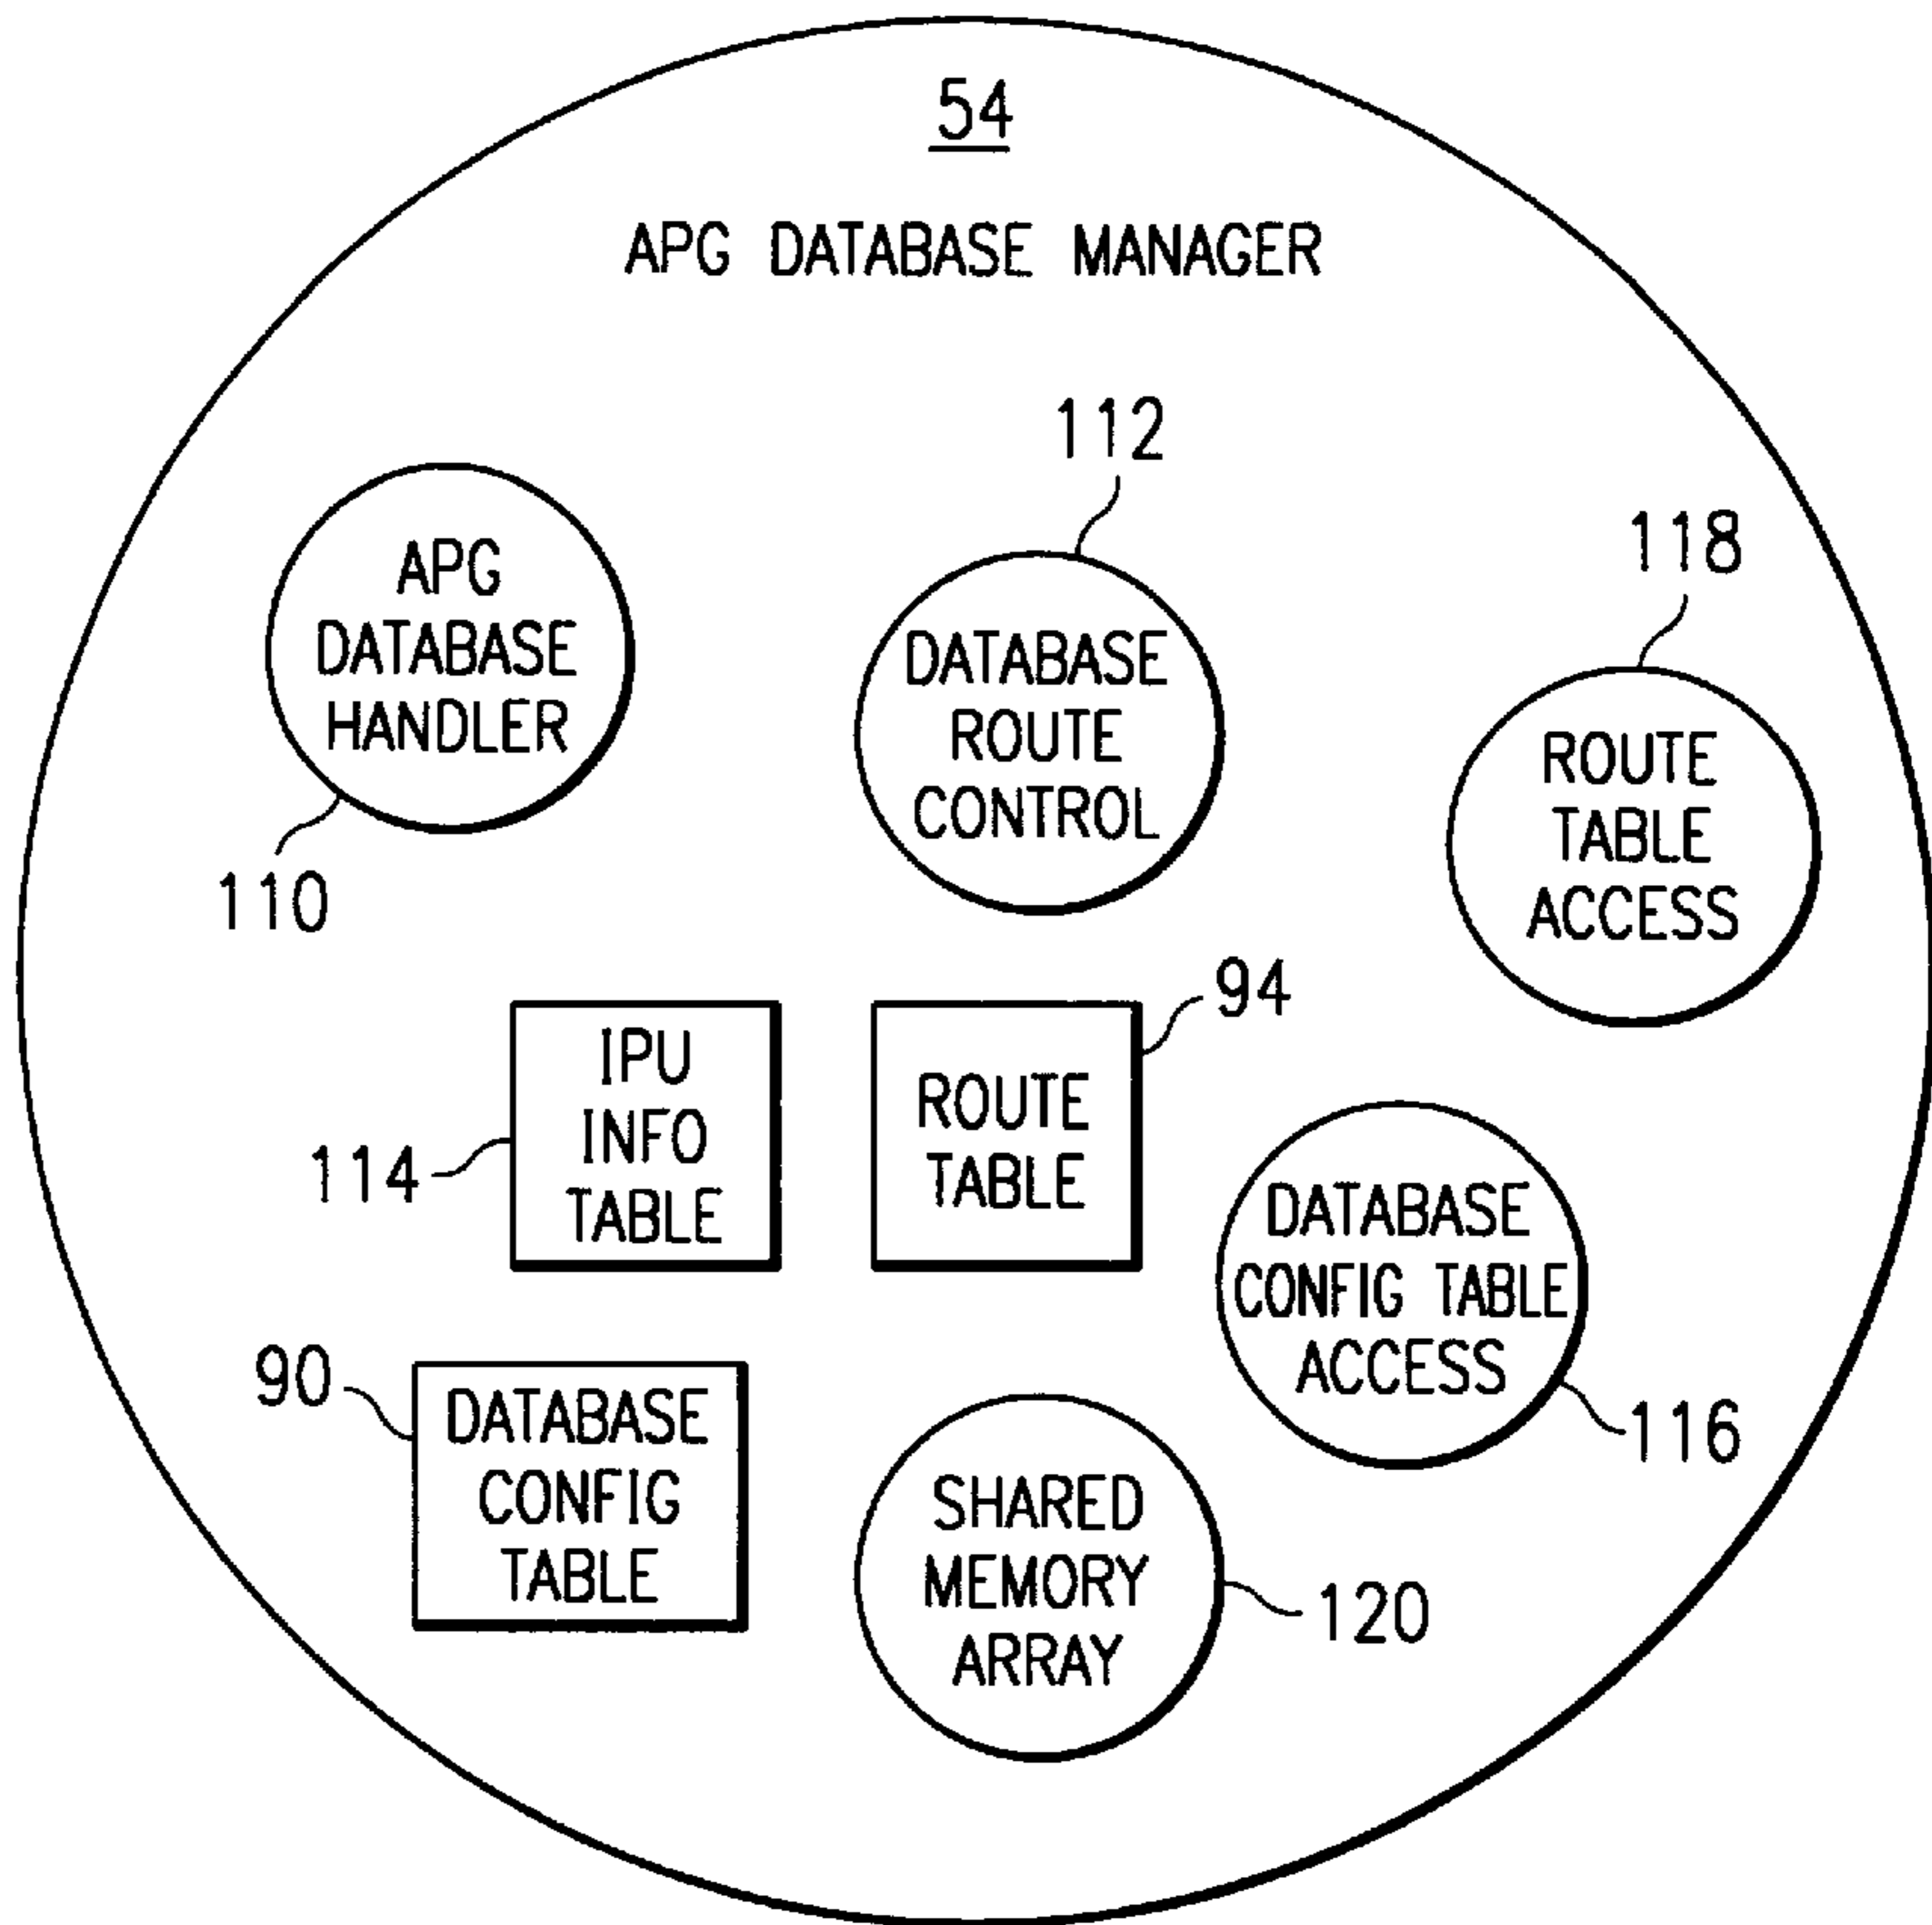 54
APG DATABASE MANAGER
112
118
APG
DATABASE
HANDLER
110
DATABASE
ROUTE
CONTROL
ROUTE
TABLE
ACCESS
94
IPU
INFO
TABLE
114
ROUTE
TABLE
DATABASE
CONFIG TABLE
ACCESS
116
90
DATABASE
CONFIG
TABLE
SHARED
MEMORY
ARRAY
120